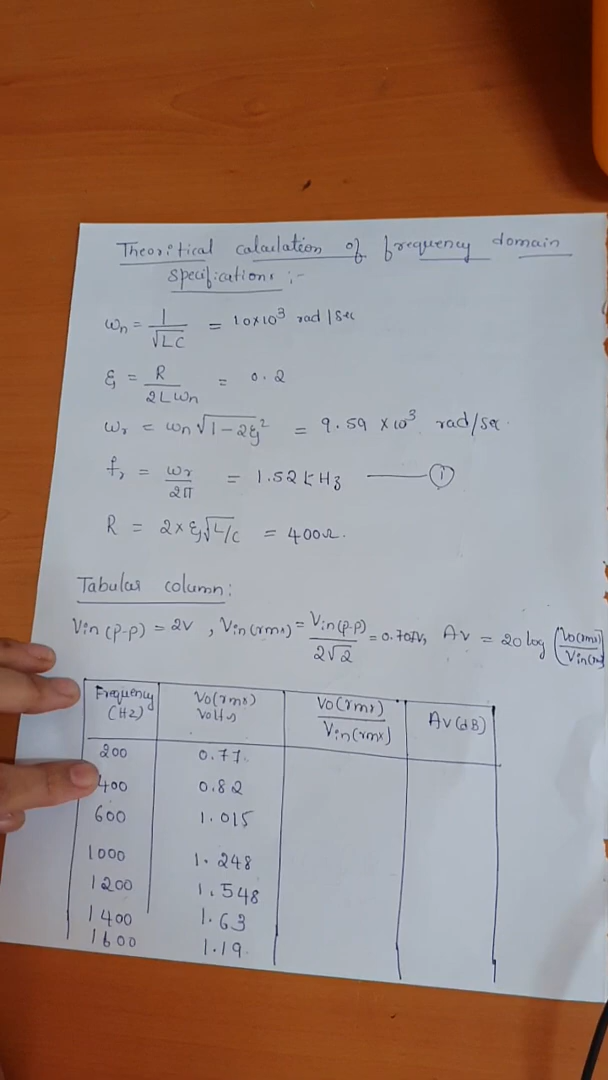 Theoritical calculation of frequency domain
specifications :-
ωn = 1/√LC = 10×10³ rad/sec
ξ = R/2Lωn = 0.2
ωr = ωn √1-2ξ² = 9.59 ×10³ rad/sec.
fr = ωr/2π = 1.52 kHz ——— ①
R = 2×ξ√L/C = 400Ω.
Tabular column:
Vin (p-p) = 2V , Vin(rms) = Vin(p-p)/2√2 = 0.707V, Av = 20 log (Vo(rms)/Vin(rms)
Frequency (Hz) Vo(rms) Volts Vo(rms)/Vin(rms) Av(dB)
200 0.77.
400 0.82
600 1.015
1000 1.248
1200 1.548
1400 1.63
1600 1.19.